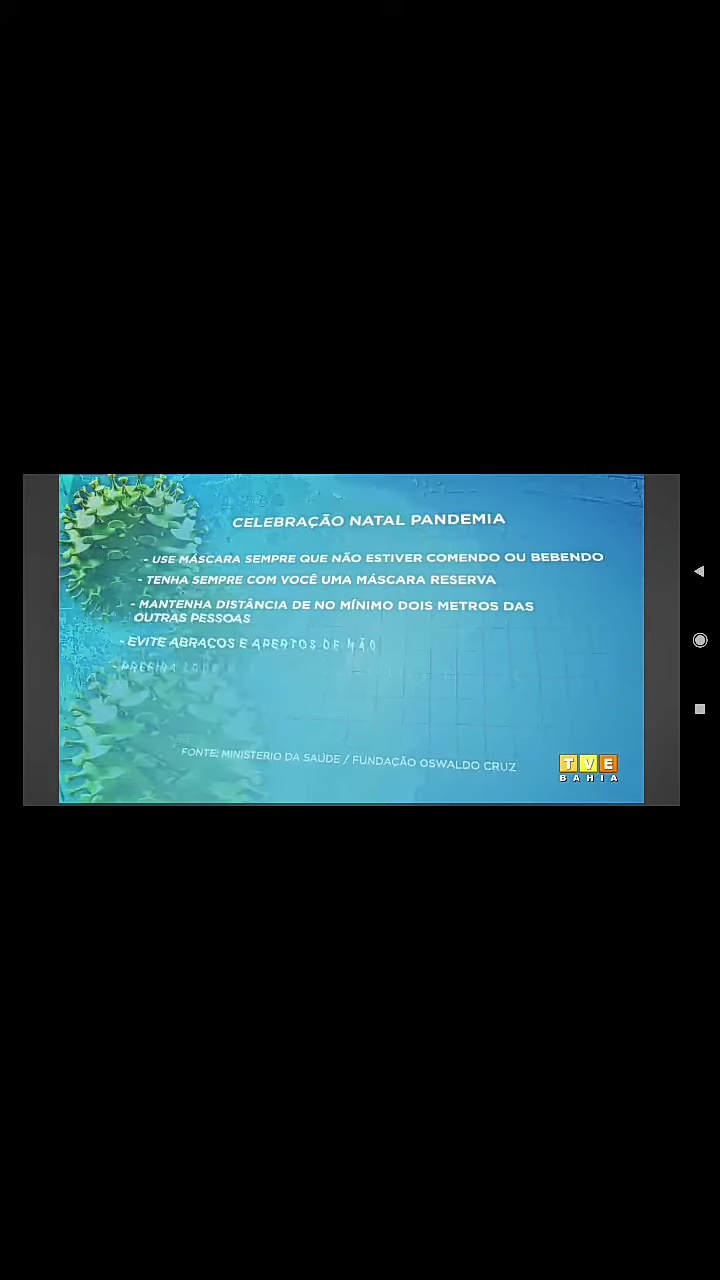 CELEBRAÇÃO NATAL PANDEMIA
- USE MÁSCARA SEMPRE QUE NÃO ESTIVER COMENDO OU BEBENDO
- TENHA SEMPRE COM VOCÊ UMA MÁSCARA RESERVA
- MANTENHA DISTÂNCIA DE NO MÍNIMO DOIS METROS DAS
OUTRAS PESSOAS
- EVITE ABRAÇOS E APERTOS DE MÃO
- PREFIRA
FONTE: MINISTERIO DA SAÚDE / FUNDAÇÃO OSWALDO CRUZ
TVE
BAHIA